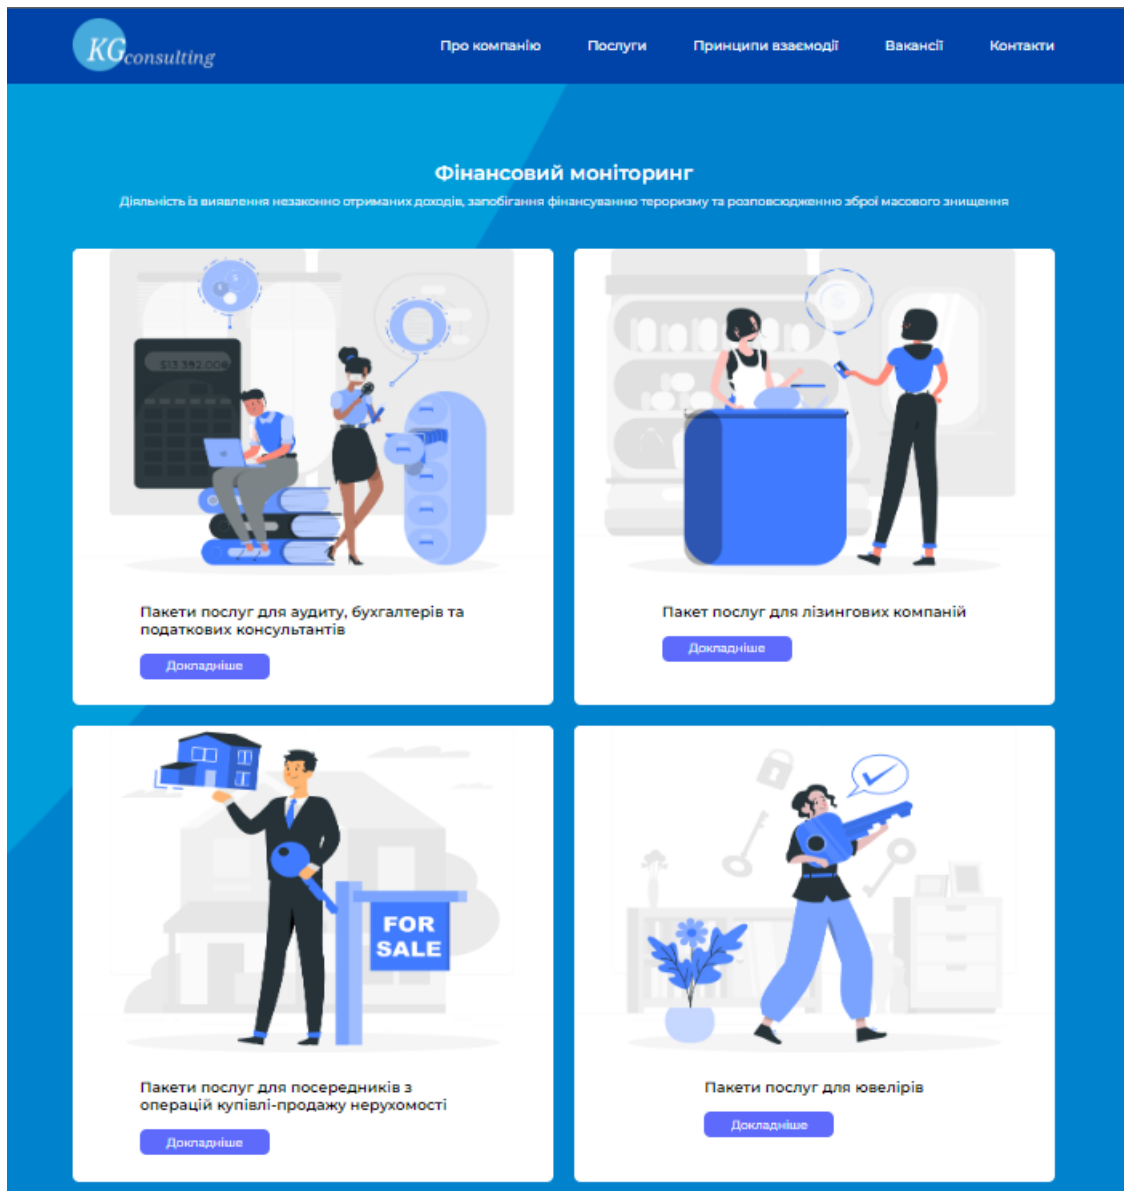 KGconsulting
Про компанію
Послуги
Принципи взаємодії
Вакансії
Контакти
Фінансовий моніторинг
Діяльність із виявлення незаконно отриманих доходів, запобігання фінансуванню тероризму та розповсюдженню зброї масового знищення
Пакети послуг для аудиту, бухгалтерів та
податкових консультантів
Докладніше
Пакет послуг для лізингових компаній
Докладніше
FOR
SALE
Пакети послуг для посередників з
операцій купівлі-продажу нерухомості
Докладніше
Пакети послуг для ювелірів
Докладніше